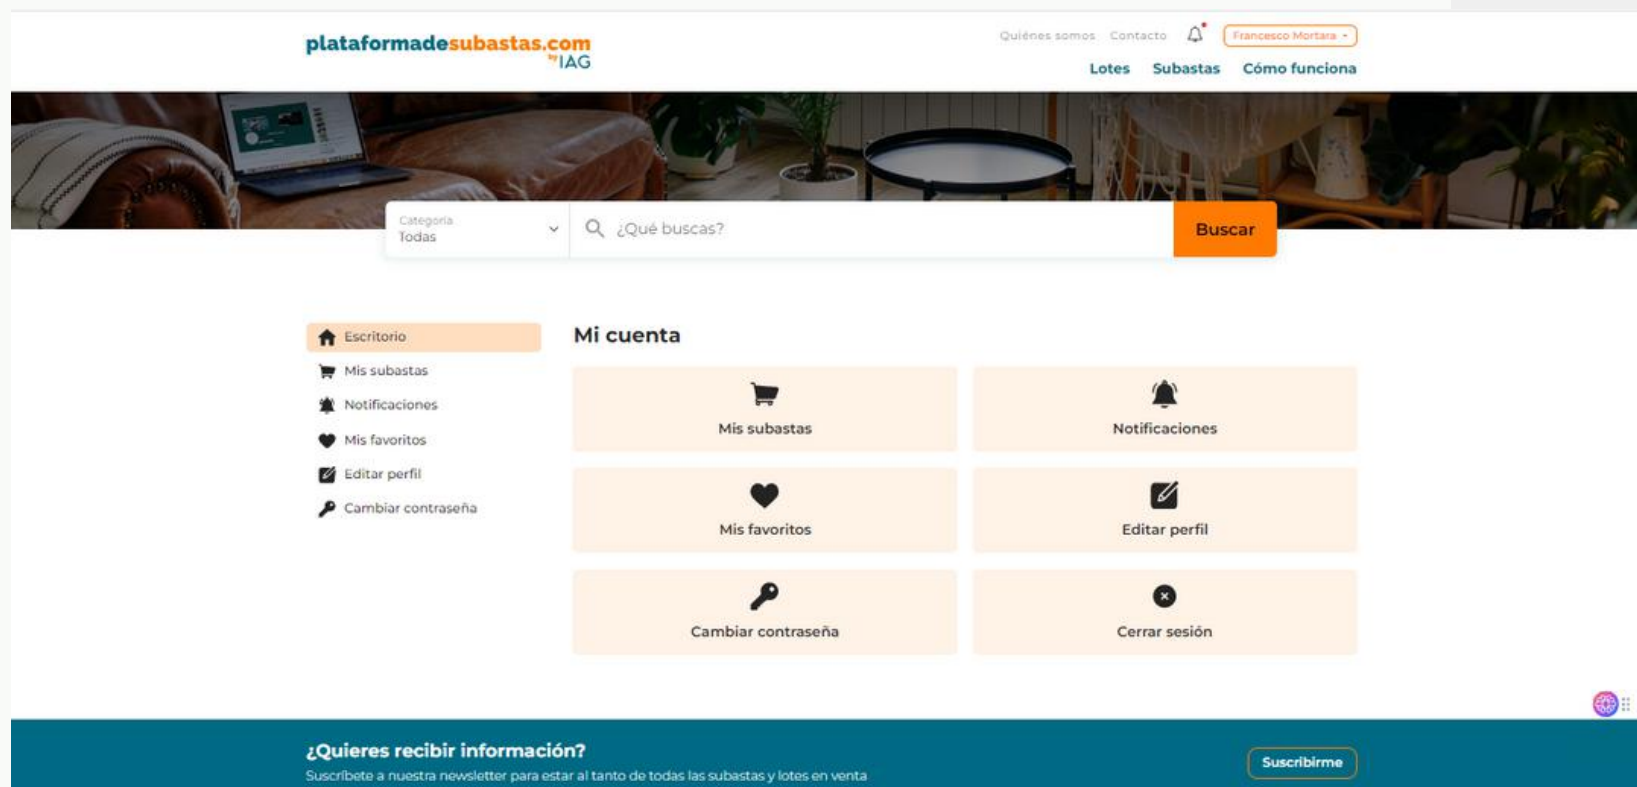 plataformadesubastas.com
by IAG
Quiénes somos Contacto Francesco Mortara
Lotes Subastas Cómo funciona
Categoría
Todas
¿Qué buscas?
Buscar
Escritorio
Mis subastas
Notificaciones
Mis favoritos
Editar perfil
Cambiar contraseña
Mi cuenta
Mis subastas
Notificaciones
Mis favoritos
Editar perfil
Cambiar contraseña
Cerrar sesión
¿Quieres recibir información?
Suscríbete a nuestra newsletter para estar al tanto de todas las subastas y lotes en venta
Suscribirme